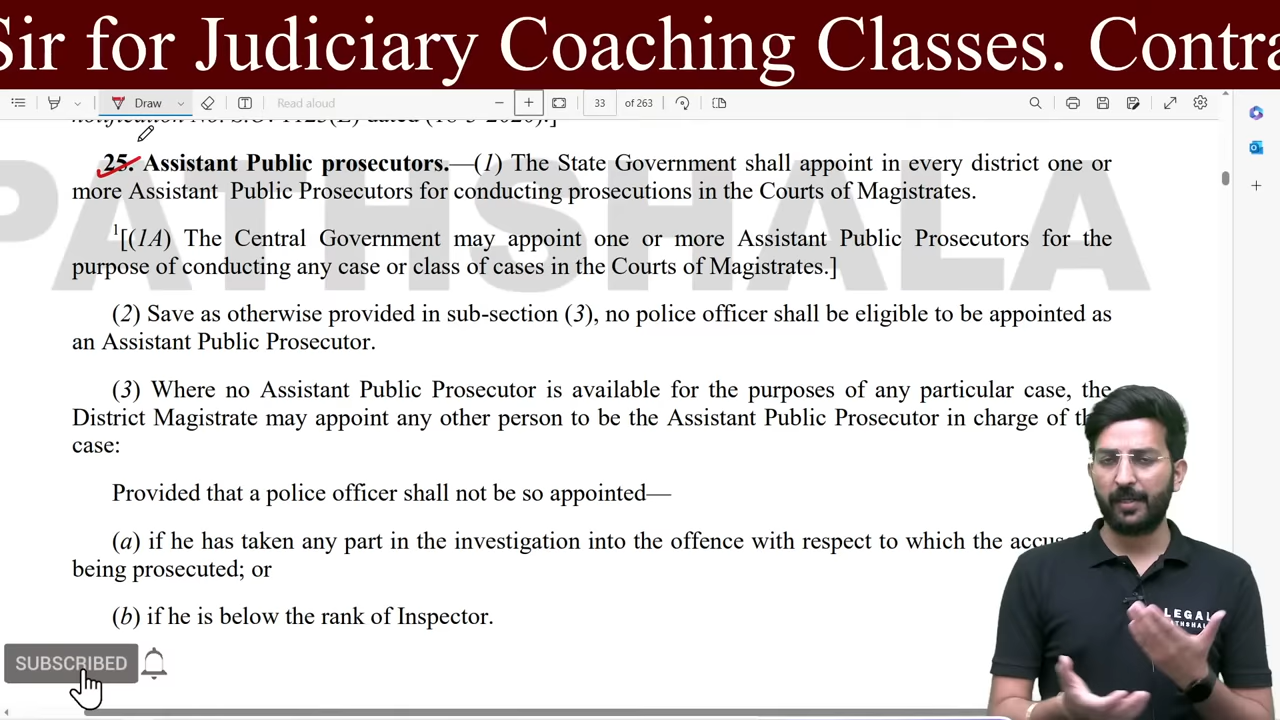 Sir for Judiciary Coaching Classes. Contra
Draw
Read aloud
33 of 263
25. Assistant Public prosecutors.—(1) The State Government shall appoint in every district one or
more Assistant Public Prosecutors for conducting prosecutions in the Courts of Magistrates.
1[(1A) The Central Government may appoint one or more Assistant Public Prosecutors for the
purpose of conducting any case or class of cases in the Courts of Magistrates.]
(2) Save as otherwise provided in sub-section (3), no police officer shall be eligible to be appointed as
an Assistant Public Prosecutor.
(3) Where no Assistant Public Prosecutor is available for the purposes of any particular case, the
District Magistrate may appoint any other person to be the Assistant Public Prosecutor in charge of
case:
Provided that a police officer shall not be so appointed—
(a) if he has taken any part in the investigation into the offence with respect to which the
being prosecuted; or
(b) if he is below the rank of Inspector.
PATHSHALA
LEGAL
PATHSHALA
SUBSCRIBED